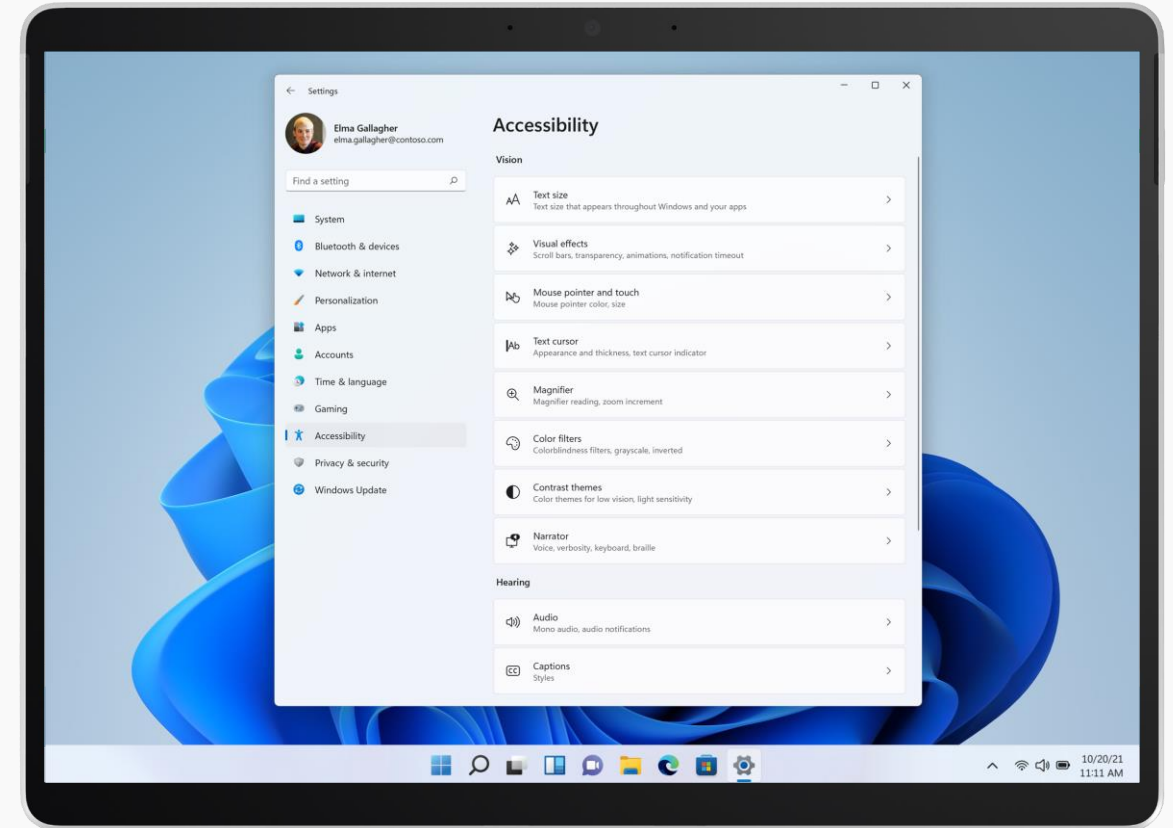 Settings
Elma Gallagher
elma.gallagher@contoso.com
Find a setting
System
Bluetooth & devices
Network & internet
Personalization
Apps
Accounts
Time & language
Gaming
Accessibility
Privacy & security
Windows Update
Accessibility
Vision
Text size
Text size that appears throughout Windows and your apps
Visual effects
Scroll bars, transparency, animations, notification timeout
Mouse pointer and touch
Mouse pointer color, size
Text cursor
Appearance and thickness, text cursor indicator
Magnifier
Magnifier reading, zoom increment
Color filters
Colorblindness filters, grayscale, inverted
Contrast themes
Color themes for low vision, light sensitivity
Narrator
Voice, verbosity, keyboard, braille
Hearing
Audio
Mono audio, audio notifications
CC
Captions
Styles
10/20/21
11:11 AM